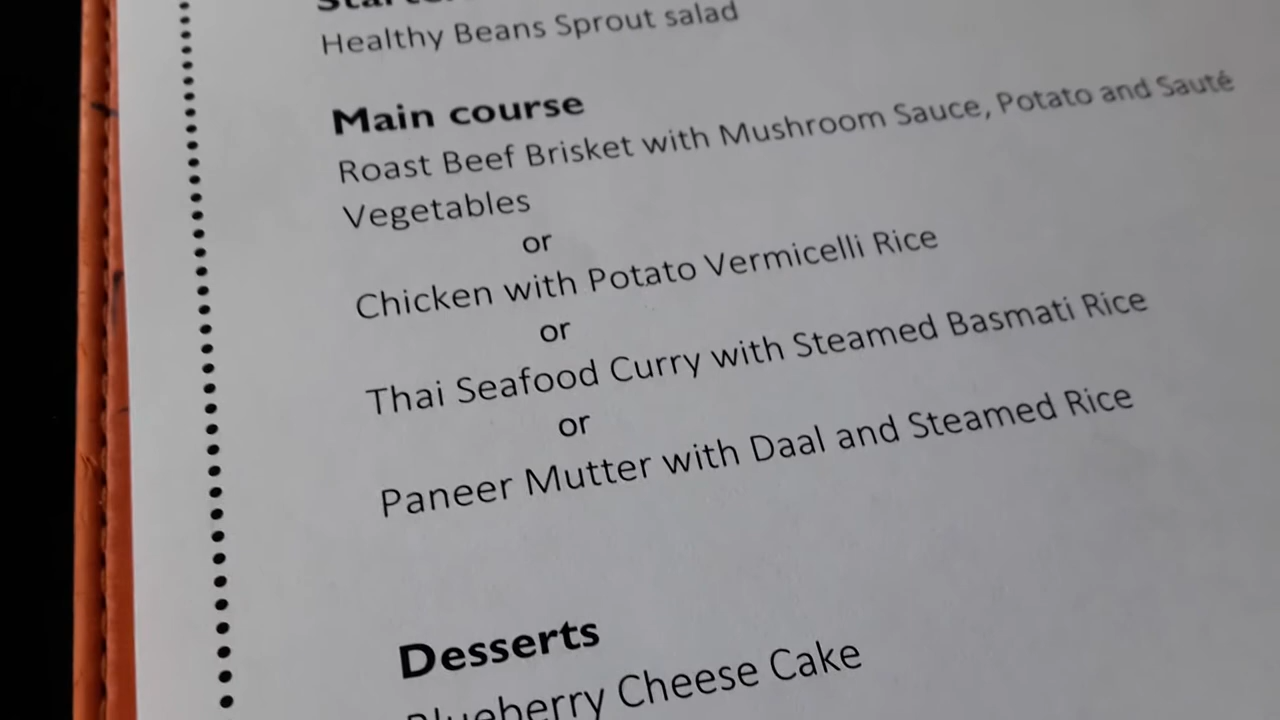 Healthy Beans Sprout salad
Main course
Roast Beef Brisket with Mushroom Sauce, Potato and Sauté
Vegetables
or
Chicken with Potato Vermicelli Rice
or
Thai Seafood Curry with Steamed Basmati Rice
or
Paneer Mutter with Daal and Steamed Rice
Desserts
Blueberry Cheese Cake